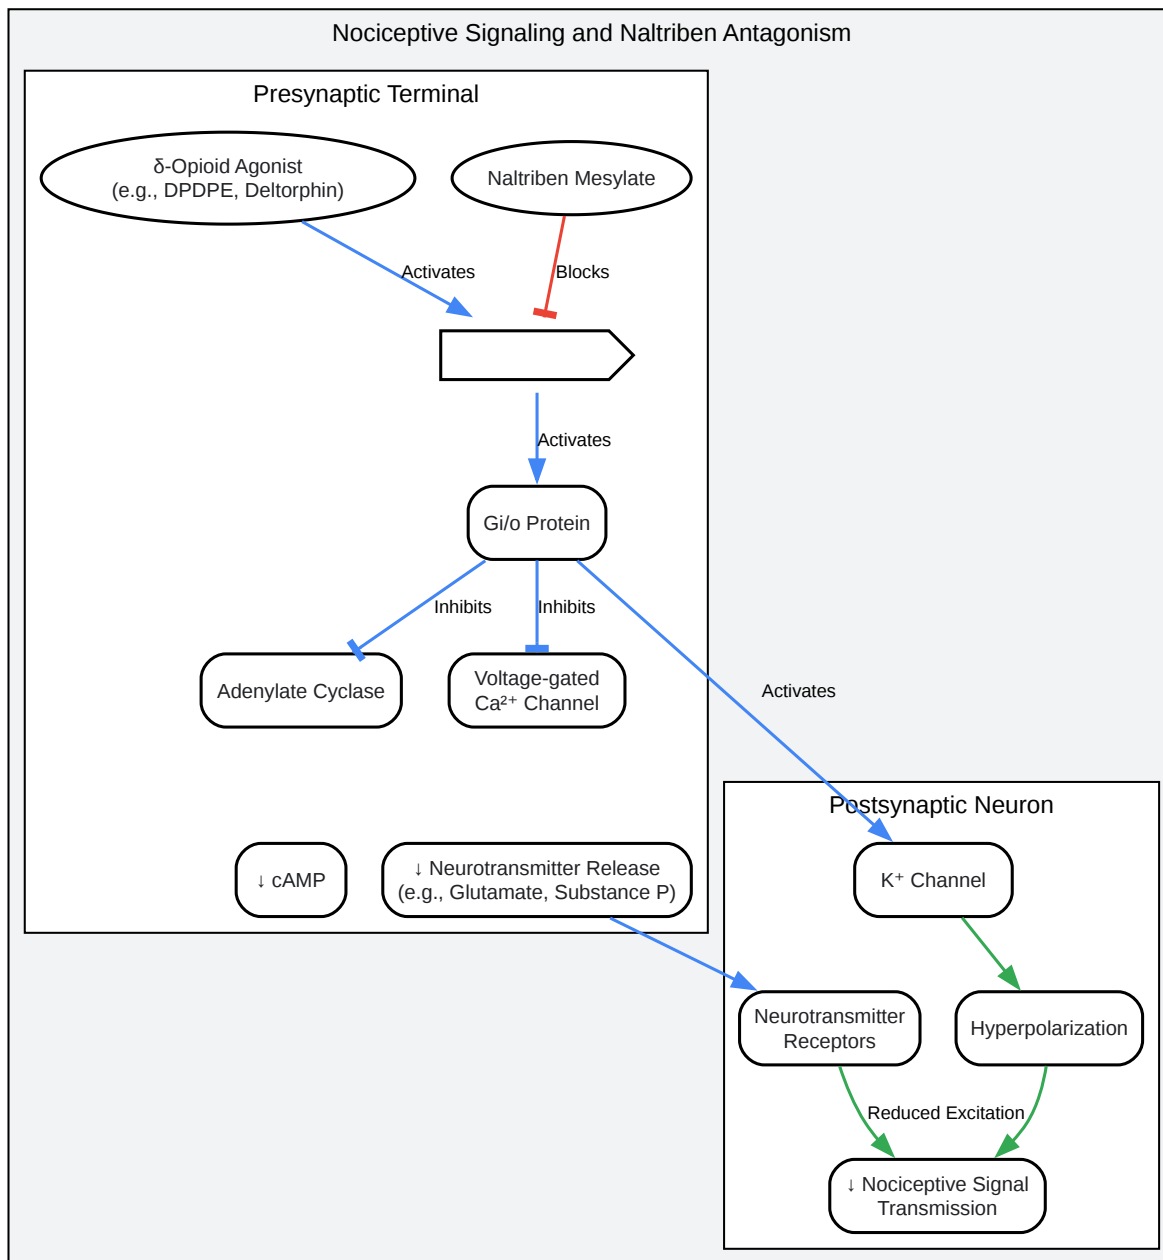 Nociceptive Signaling and Naltriben Antagonism
Presynaptic Terminal
δ-Opioid Agonist
(e.g., DPDPE, Deltorphin)
Naltriben Mesylate
Activates
Blocks
Activates
Gi/o Protein
Inhibits
Inhibits
Adenylate Cyclase
Voltage-gated
Ca²⁺ Channel
Activates
Postsynaptic Neuron
↓ cAMP
↓ Neurotransmitter Release
(e.g., Glutamate, Substance P)
K⁺ Channel
Neurotransmitter
Receptors
Hyperpolarization
Reduced Excitation
↓ Nociceptive Signal
Transmission